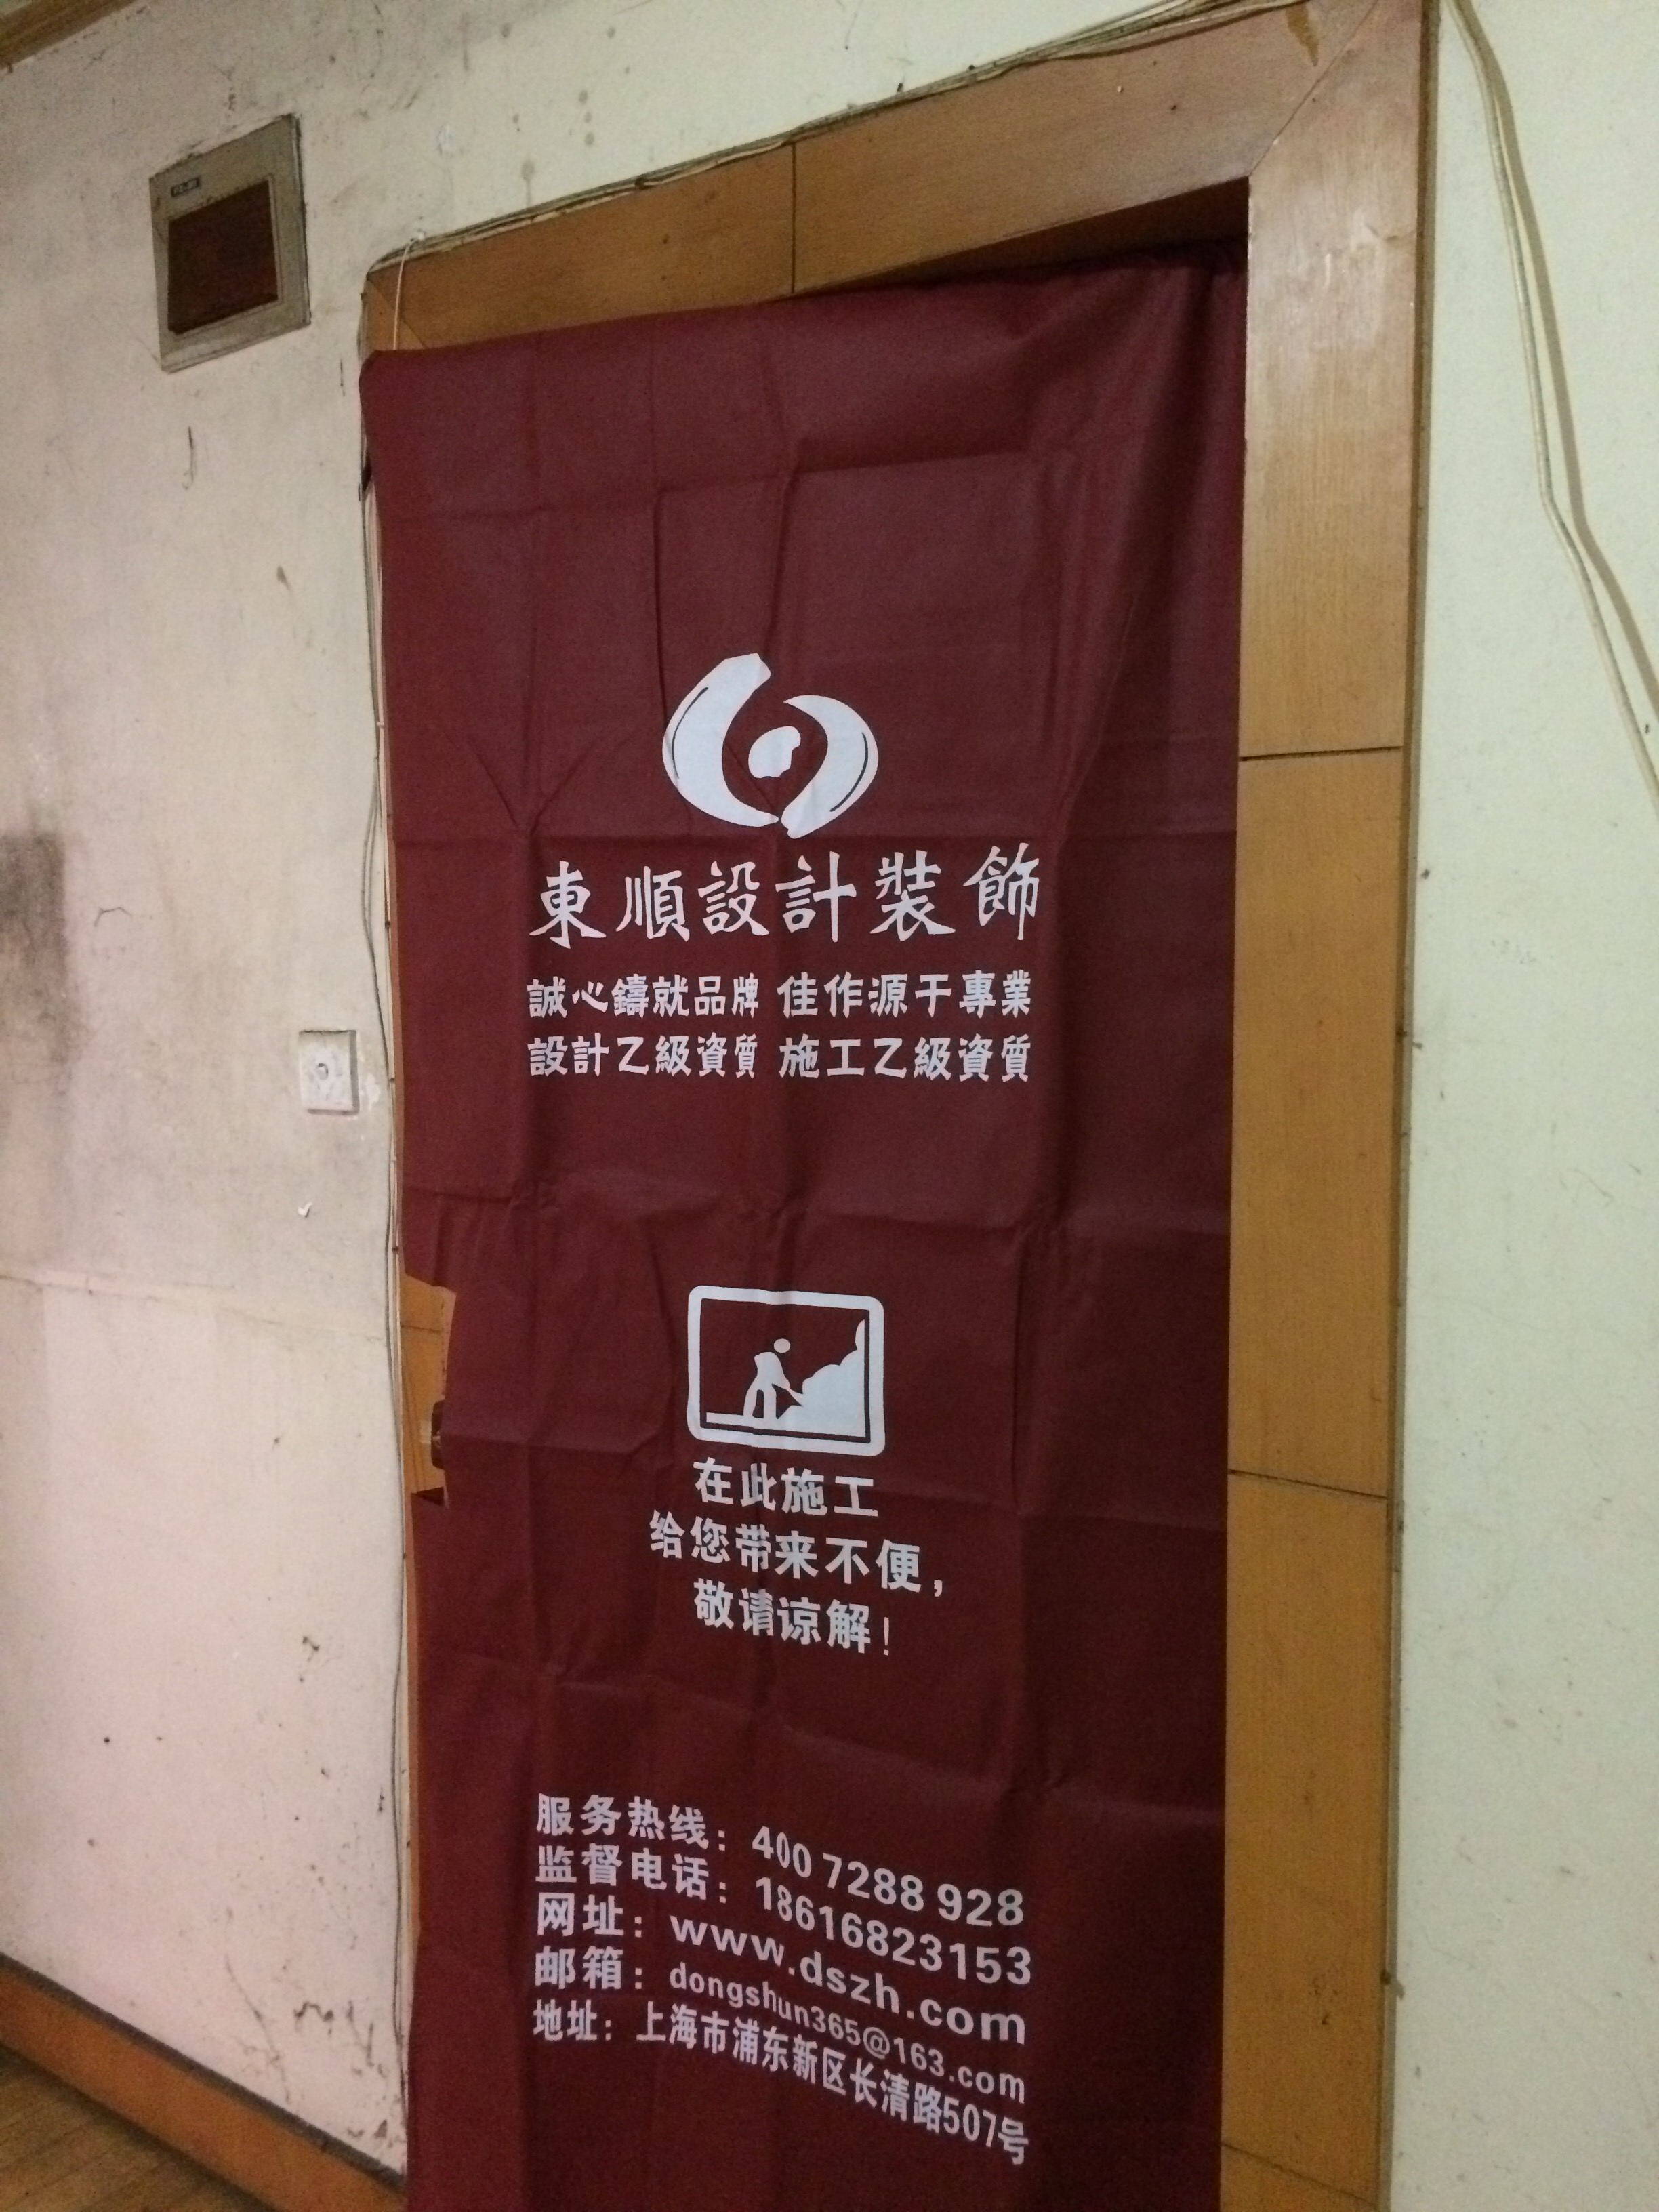 東順設計裝飾
誠心鑄就品牌 佳作源于專業
設計乙級資質 施工乙級資質
在此施工
给您带来不便，
敬请谅解！
服务热线：400 7288 928
监督电话：18616823153
网址：www.dszh.com
邮箱：dongshun365@163.com
地址：上海市浦东新区长清路507号